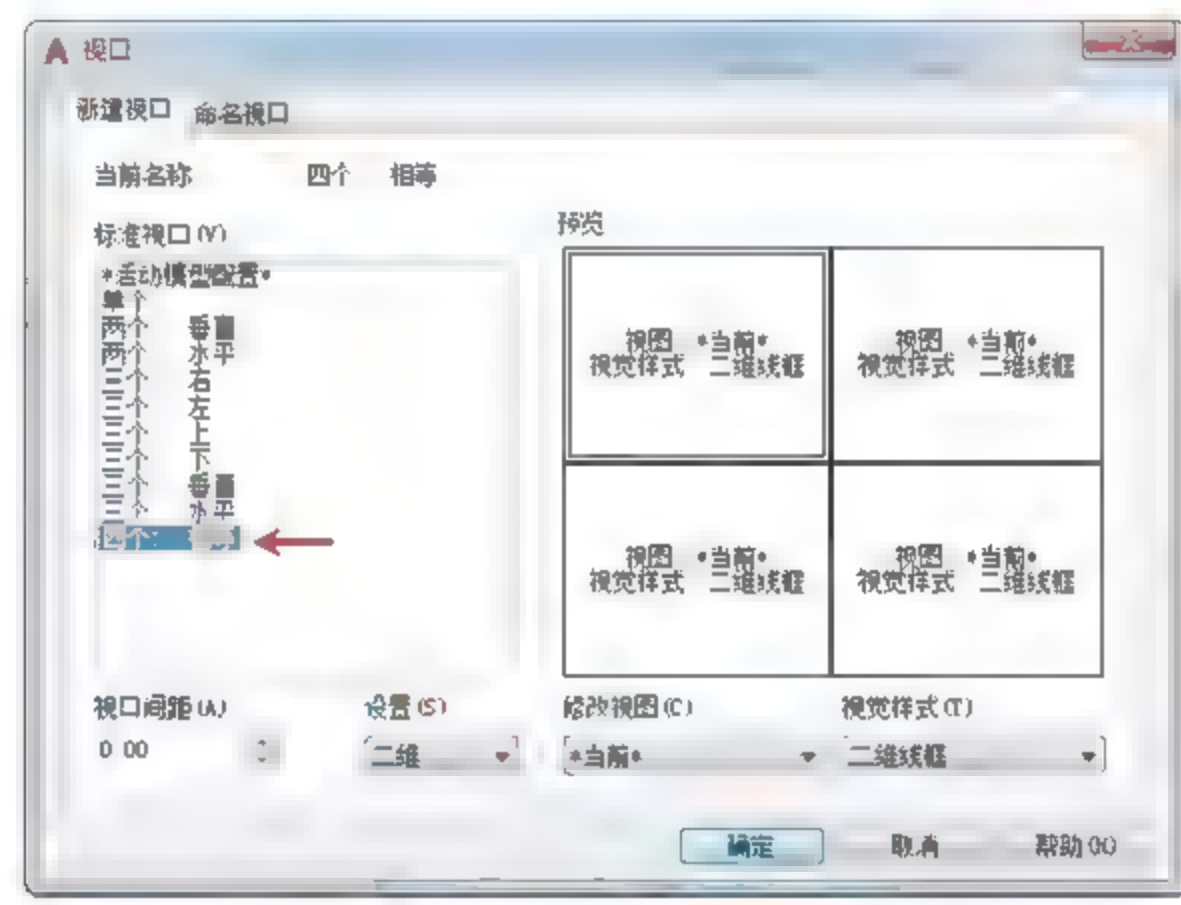 视口
新建视口 命名视口
当前名称 四个 相等
标准视口(V)
*活动模型配置*
单个
两个 垂直
两个 水平
三个 右
三个 左
三个 上
三个 下
三个 垂直
三个 水平
四个:
预览
视图 *当前*
视觉样式 二维线框
视图 *当前*
视觉样式 二维线框
视图 *当前*
视觉样式 二维线框
视图 *当前*
视觉样式 二维线框
视口间距(A)
0.00
设置(S)
二维
修改视图(C)
*当前*
视觉样式(T)
二维线框
确定 取消 帮助(H)